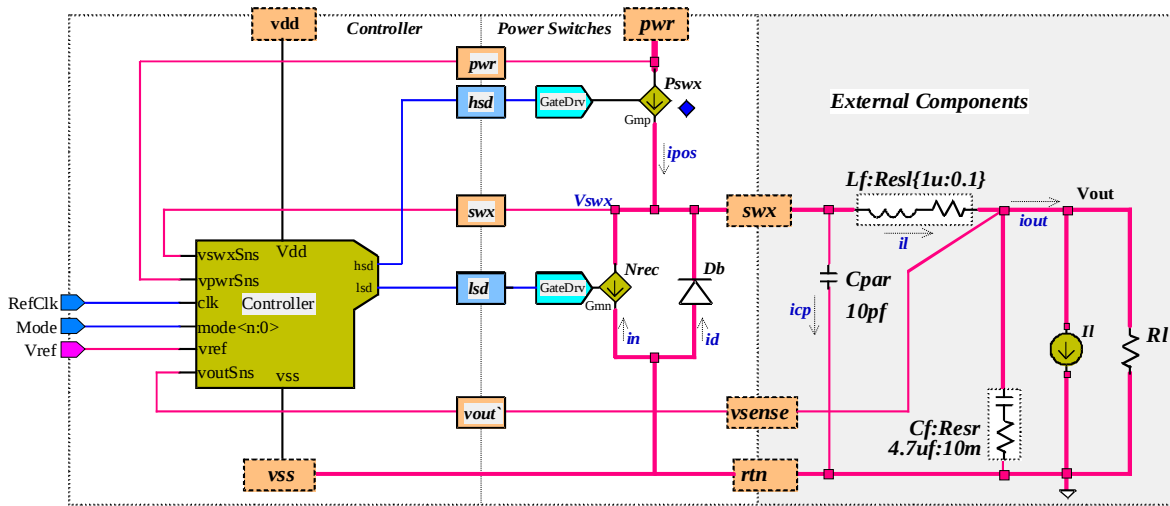 vdd
Controller
Power Switches
pwr
pwr
Pswx
hsd
GateDrv
Gmp
External Components
ipos
Lf:Resl{1u:0.1}
Vswx
swx
swx
Vout
iout
il
vswxSns
Vdd
hsd
vpwrSns
lsd
lsd
GateDrv
Nrec
Gmn
Db
Cpar
10pf
RefClk
clk
Controller
Mode
mode<n:0>
Vref
vref
voutSns
vss
in
id
icp
Il
Rl
vout`
vsense
Cf:Resr
4.7uf:10m
vss
rtn